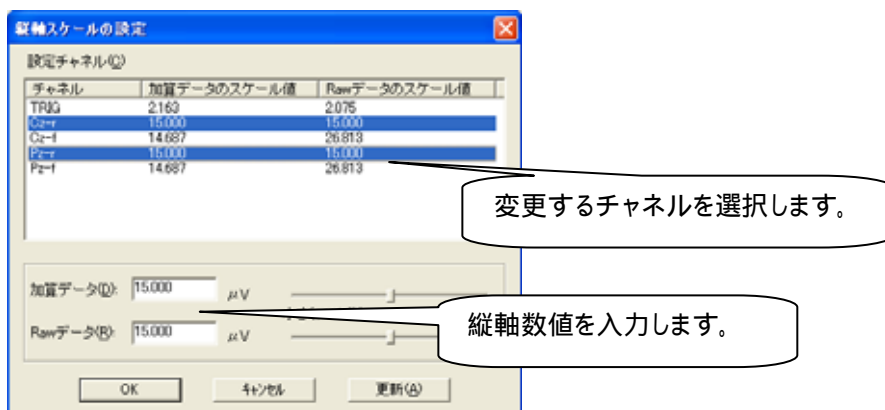 縦軸スケールの設定
設定チャネル(C)
チャネル 加算データのスケール値 Rawデータのスケール値
TRIG 2.163 2.075
Cz-r 15.000 15.000
Cz-f 14.687 26.813
Pz-r 15.000 15.000
Pz-f 14.687 26.813
変更するチャネルを選択します。
加算データ(D): 15.000 μV
縦軸数値を入力します。
Rawデータ(R): 15.000 μV
OK キャンセル 更新(A)